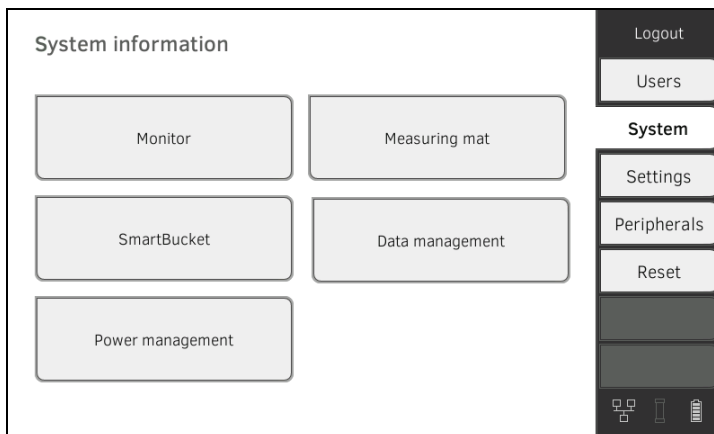 System information
Monitor
Measuring mat
SmartBucket
Data management
Power management
Logout
Users
System
Settings
Peripherals
Reset